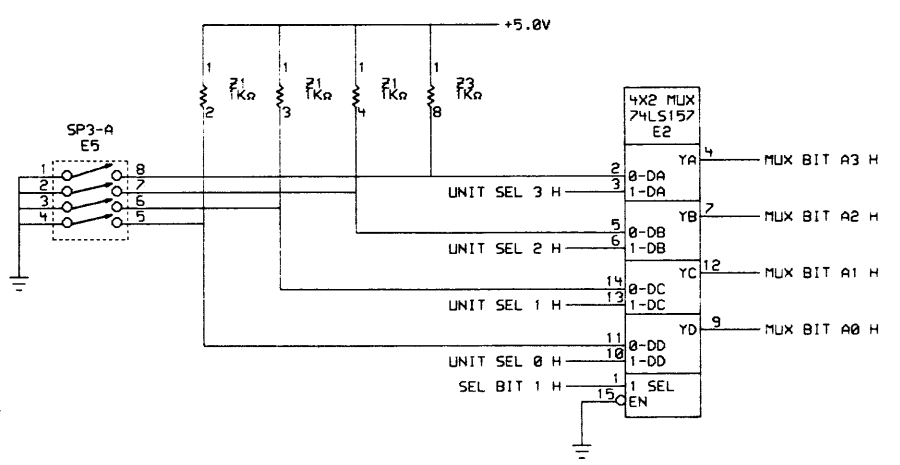 +5.0V
1 1 1 1
Z1 Z1 Z1 Z3
1KΩ 1KΩ 1KΩ 1KΩ
2 3 4 8
4X2 MUX
74LS157
E2
SP3-A
E5
1 8
2 7
3 6
4 5
YA 4 MUX BIT A3 H
2 0-DA
UNIT SEL 3 H 3 1-DA
YB 7 MUX BIT A2 H
5 0-DB
UNIT SEL 2 H 6 1-DB
YC 12 MUX BIT A1 H
14 0-DC
UNIT SEL 1 H 13 1-DC
YD 9 MUX BIT A0 H
11 0-DD
UNIT SEL 0 H 10 1-DD
SEL BIT 1 H 1 1 SEL
15 EN